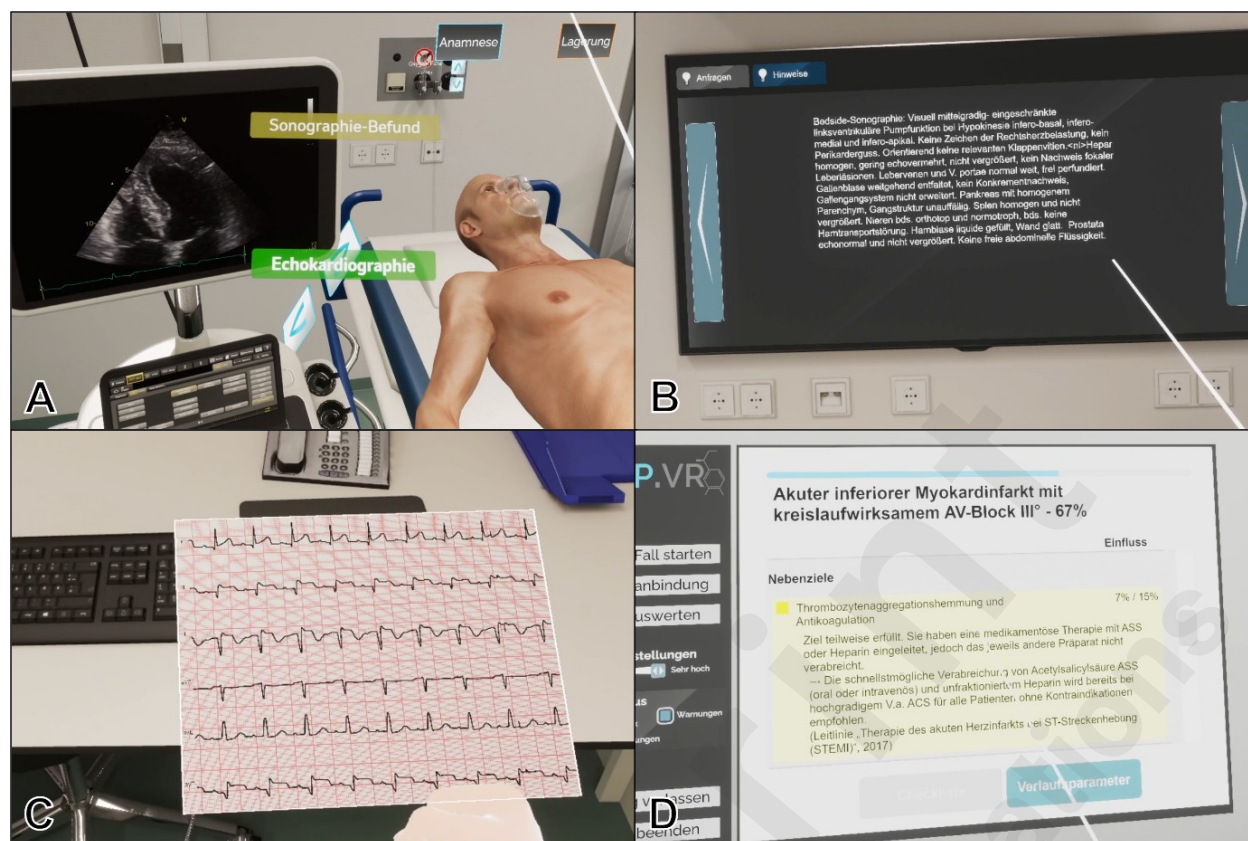 Anamnese
Lagerung
Sonographie-Befund
Echokardiographie
A
Anfragen
Hinweise
Bedside-Sonographie: Visuell mittelgradig- eingeschränkte
linksventrikuläre Pumpfunktion bei Hypokinesie infero-basal, infero-
medial und infero-apikal. Keine Zeichen der Rechtsherzbelastung, kein
Perikarderguss. Orientierend keine relevanten Klappenvitien.<nl>Hepar
homogen, gering echovermehrt, nicht vergrößert, kein Nachweis fokaler
Leberläsionen. Lebervenen und V. portae normal weit, frei perfundiert.
Gallenblase weitgehend entfaltet, kein Konkrementnachweis,
Gallengangsystem nicht erweitert. Pankreas mit homogenem
Parenchym, Gangstruktur unauffällig. Splen homogen und nicht
vergrößert. Nieren bds. orthotop und normotroph, bds. keine
Harntransportstörung. Harnblase liquide gefüllt, Wand glatt. Prostata
echonormal und nicht vergrößert. Keine freie abdominelle Flüssigkeit.
B
C
P.VR
Fall starten
anbindung
uswerten
stellungen
Sehr hoch
us
Warnungen
ungen
lassen
beenden
Akuter inferiorer Myokardinfarkt mit
kreislaufwirksamem AV-Block III° - 67%
Einfluss
Nebenziele
Thrombozytenaggregationshemmung und
Antikoagulation
7% / 15%
Ziel teilweise erfüllt. Sie haben eine medikamentöse Therapie mit ASS
oder Heparin eingeleitet, jedoch das jeweils andere Präparat nicht
verabreicht.
--> Die schnellstmögliche Verabreichung von Acetylsalicylsäure ASS
(oral oder intravenös) und unfraktioniertem Heparin wird bereits bei
hochgradigem V.a. ACS für alle Patienten ohne Kontraindikationen
empfohlen.
(Leitlinie „Therapie des akuten Herzinfarkts bei ST-Streckenhebung
(STEMI)", 2017)
Checkliste
Verlaufsparameter
D